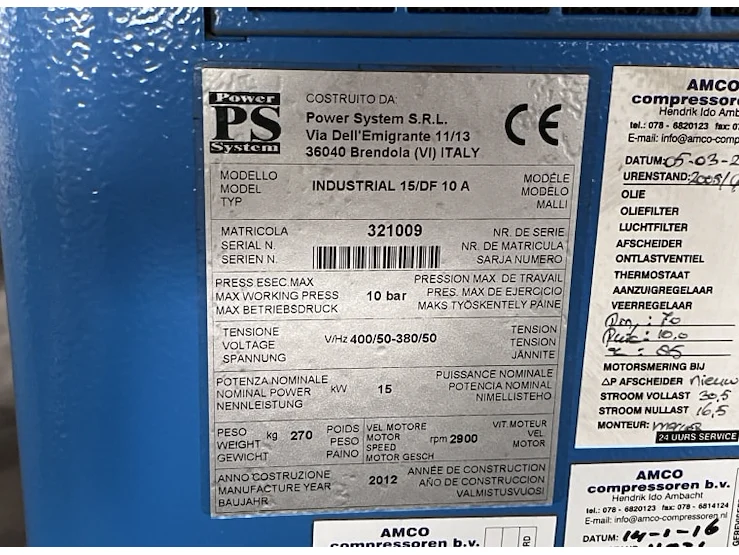 Power
PS
System
COSTRUITO DA:
Power System S.R.L.
Via Dell'Emigrante 11/13
36040 Brendola (VI) ITALY
CE
MODELLO
MODEL
TYP
INDUSTRIAL 15/DF 10 A
MODÈLE
MODELO
MALLI
MATRICOLA
SERIAL N.
SERIEN N.
321009
NR. DE SERIE
NR. DE MATRICULA
SARJA NUMERO
PRESS.ESEC.MAX
MAX WORKING PRESS
MAX BETRIEBSDRUCK
10 bar
PRESSION MAX DE TRAVAIL
PRES. MAX DE EJERCICIO
MAKS TYÖSKENTELY PAINE
TENSIONE
VOLTAGE
SPANNUNG
V/Hz 400/50-380/50
TENSION
TENSION
JÄNNITE
POTENZA NOMINALE
NOMINAL POWER
NENNLEISTUNG
kW 15
PUISSANCE NOMINALE
POTENCIA NOMINAL
NIMELLISTEHO
PESO
WEIGHT
GEWICHT
kg 270
POIDS
PESO
PAINO
VEL.MOTORE
MOTOR
SPEED
MOTOR GESCH
rpm 2900
VIT.MOTEUR
VEL.
MOTOR
ANNO COSTRUZIONE
MANUFACTURE YEAR
BAUJAHR
2012
ANNÉE DE CONSTRUCTION
AÑO DE CONSTRUCCION
VALMISTUSVUOSI
AMCO
compressoren
Hendrik Ido Amb
tel.: 078 - 6820123 fax: 0
E-mail: info@amco-comp
DATUM: 05-03-2
URENSTAND:
OLIE
OLIEFILTER
LUCHTFILTER
AFSCHEIDER
ONTLASTVENTIEL
THERMOSTAAT
AANZUIGREGELAAR
VEERREGELAAR
: 70
: 10.0
: 85
MOTORSMERING BIJ
ΔP AFSCHEIDER nieuw
STROOM VOLLAST 30,5
STROOM NULLAST 16,5
MONTEUR:
24 UURS SERVICE
AMCO
compressoren b.v.
Hendrik Ido Ambacht
tel.: 078 - 6820123 fax: 078 - 6814124
E-mail: info@amco-compressoren.nl
DATUM: 14-1-16
AMCO
compressoren b.v.